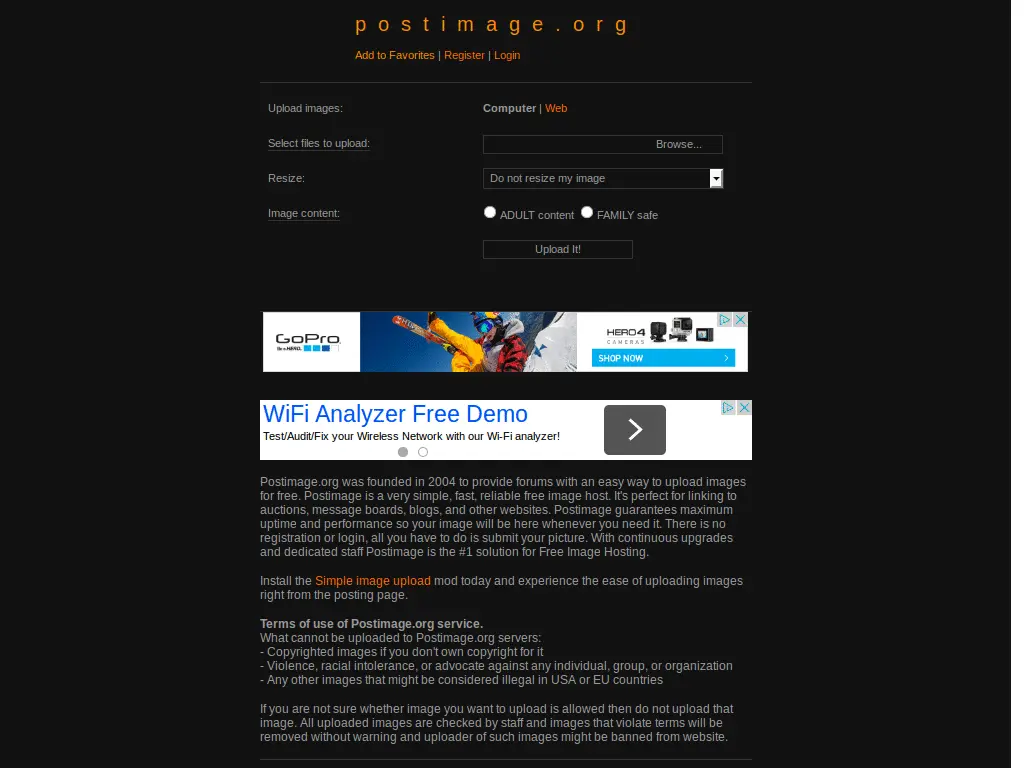 postimage.org
Add to Favorites | Register | Login
Upload images:
Computer | Web
Select files to upload:
Browse...
Resize:
Do not resize my image
Image content:
ADULT content
FAMILY safe
Upload It!
GoPro
Be a HERO.
HERO4
CAMERAS
SHOP NOW
WiFi Analyzer Free Demo
Test/Audit/Fix your Wireless Network with our Wi-Fi analyzer!
Postimage.org was founded in 2004 to provide forums with an easy way to upload images
for free. Postimage is a very simple, fast, reliable free image host. It's perfect for linking to
auctions, message boards, blogs, and other websites. Postimage guarantees maximum
uptime and performance so your image will be here whenever you need it. There is no
registration or login, all you have to do is submit your picture. With continuous upgrades
and dedicated staff Postimage is the #1 solution for Free Image Hosting.
Install the Simple image upload mod today and experience the ease of uploading images
right from the posting page.
Terms of use of Postimage.org service.
What cannot be uploaded to Postimage.org servers:
- Copyrighted images if you don't own copyright for it
- Violence, racial intolerance, or advocate against any individual, group, or organization
- Any other images that might be considered illegal in USA or EU countries
If you are not sure whether image you want to upload is allowed then do not upload that
image. All uploaded images are checked by staff and images that violate terms will be
removed without warning and uploader of such images might be banned from website.